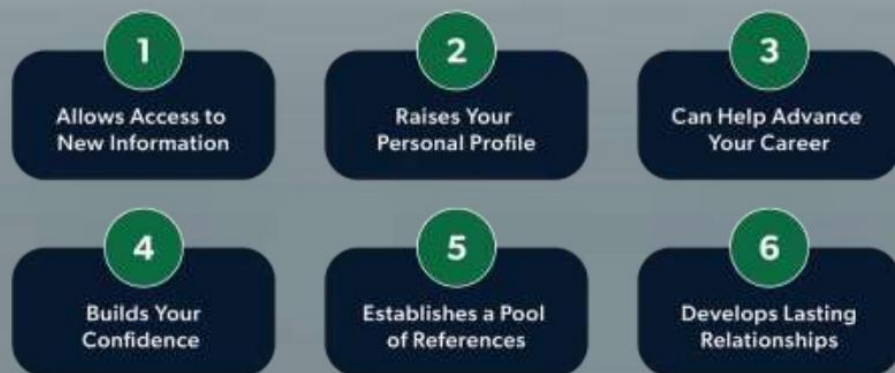 1
Allows Access to
New Information
2
Raises Your
Personal Profile
3
Can Help Advance
Your Career
4
Builds Your
Confidence
5
Establishes a Pool
of References
6
Develops Lasting
Relationships